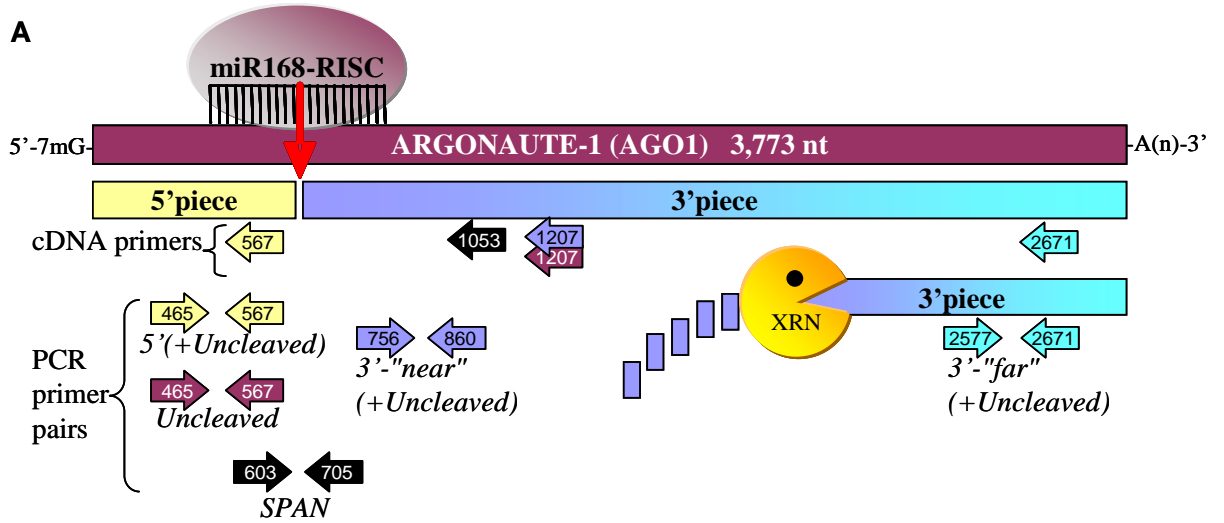 A
miR168-RISC
5'-7mG- ARGONAUTE-1 (AGO1) 3,773 nt -A(n)-3'
5'piece 3'piece
cDNA primers 567 1053 1207 2671
1207
XRN 3'piece
PCR primer pairs
465 567
5'(+Uncleaved)
756 860
3'-"near"
(+Uncleaved)
2577 2671
3'-"far"
(+Uncleaved)
465 567
Uncleaved
603 705
SPAN